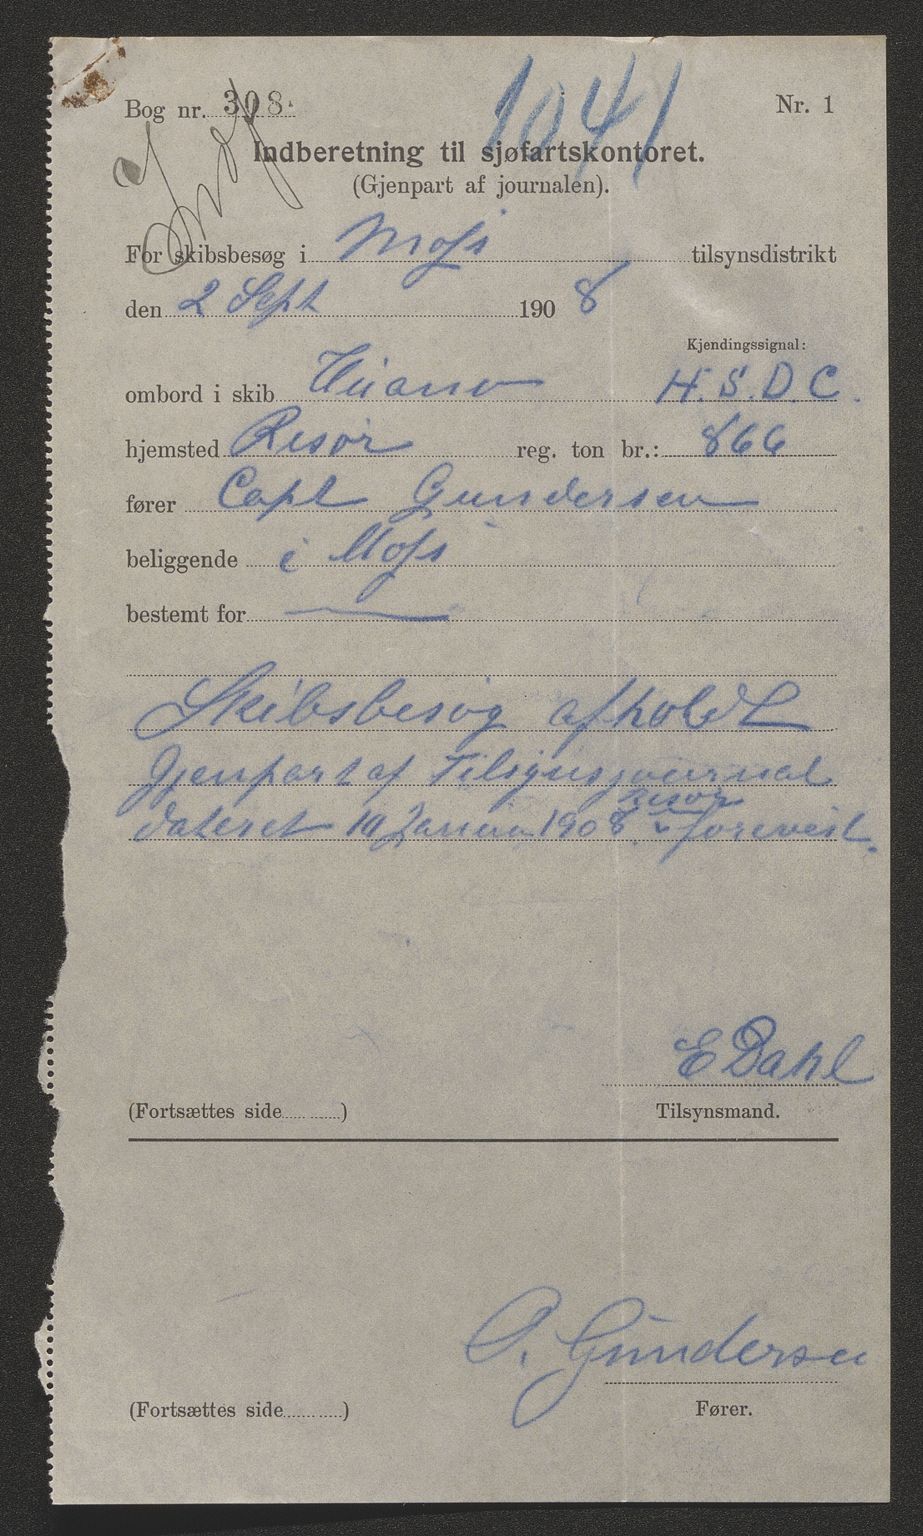 Bog nr. 308. Nr. 1
1041
Indberetning til sjøfartskontoret.
(Gjenpart af journalen).
For skibsbesøg i Moss tilsynsdistrikt
den 2 Sept 1908
Kjendingssignal:
ombord i skib H.S.D.C.
hjemsted Risør reg. ton br.: 866
fører Capt Gundersen
beliggende i Moss
bestemt for
Skibsbesøg afholdt
Gjenpart af Tilsynsjournal
dateret 10 Januar 1908 forevist.
E Dahl
(Fortsættes side) Tilsynsmand.
O. Gundersen
(Fortsættes side) Fører.